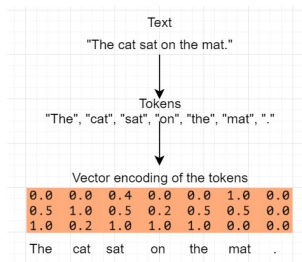 Text
"The cat sat on the mat."
Tokens
"The", "cat", "sat", "on", "the", "mat", "."
Vector encoding of the tokens
0.0 0.0 0.4 0.0 0.0 1.0 0.0
0.5 1.0 0.5 0.2 0.5 0.5 0.0
1.0 0.2 1.0 1.0 1.0 0.0 0.0
The cat sat on the mat .